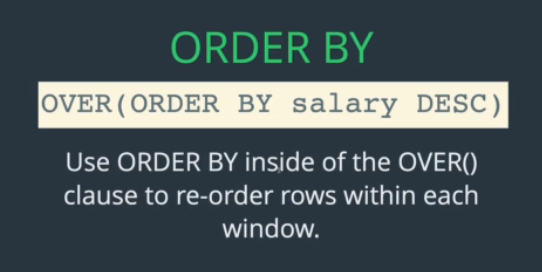 ORDER BY
OVER(ORDER BY salary DESC)
Use ORDER BY inside of the OVER()
clause to re-order rows within each
window.